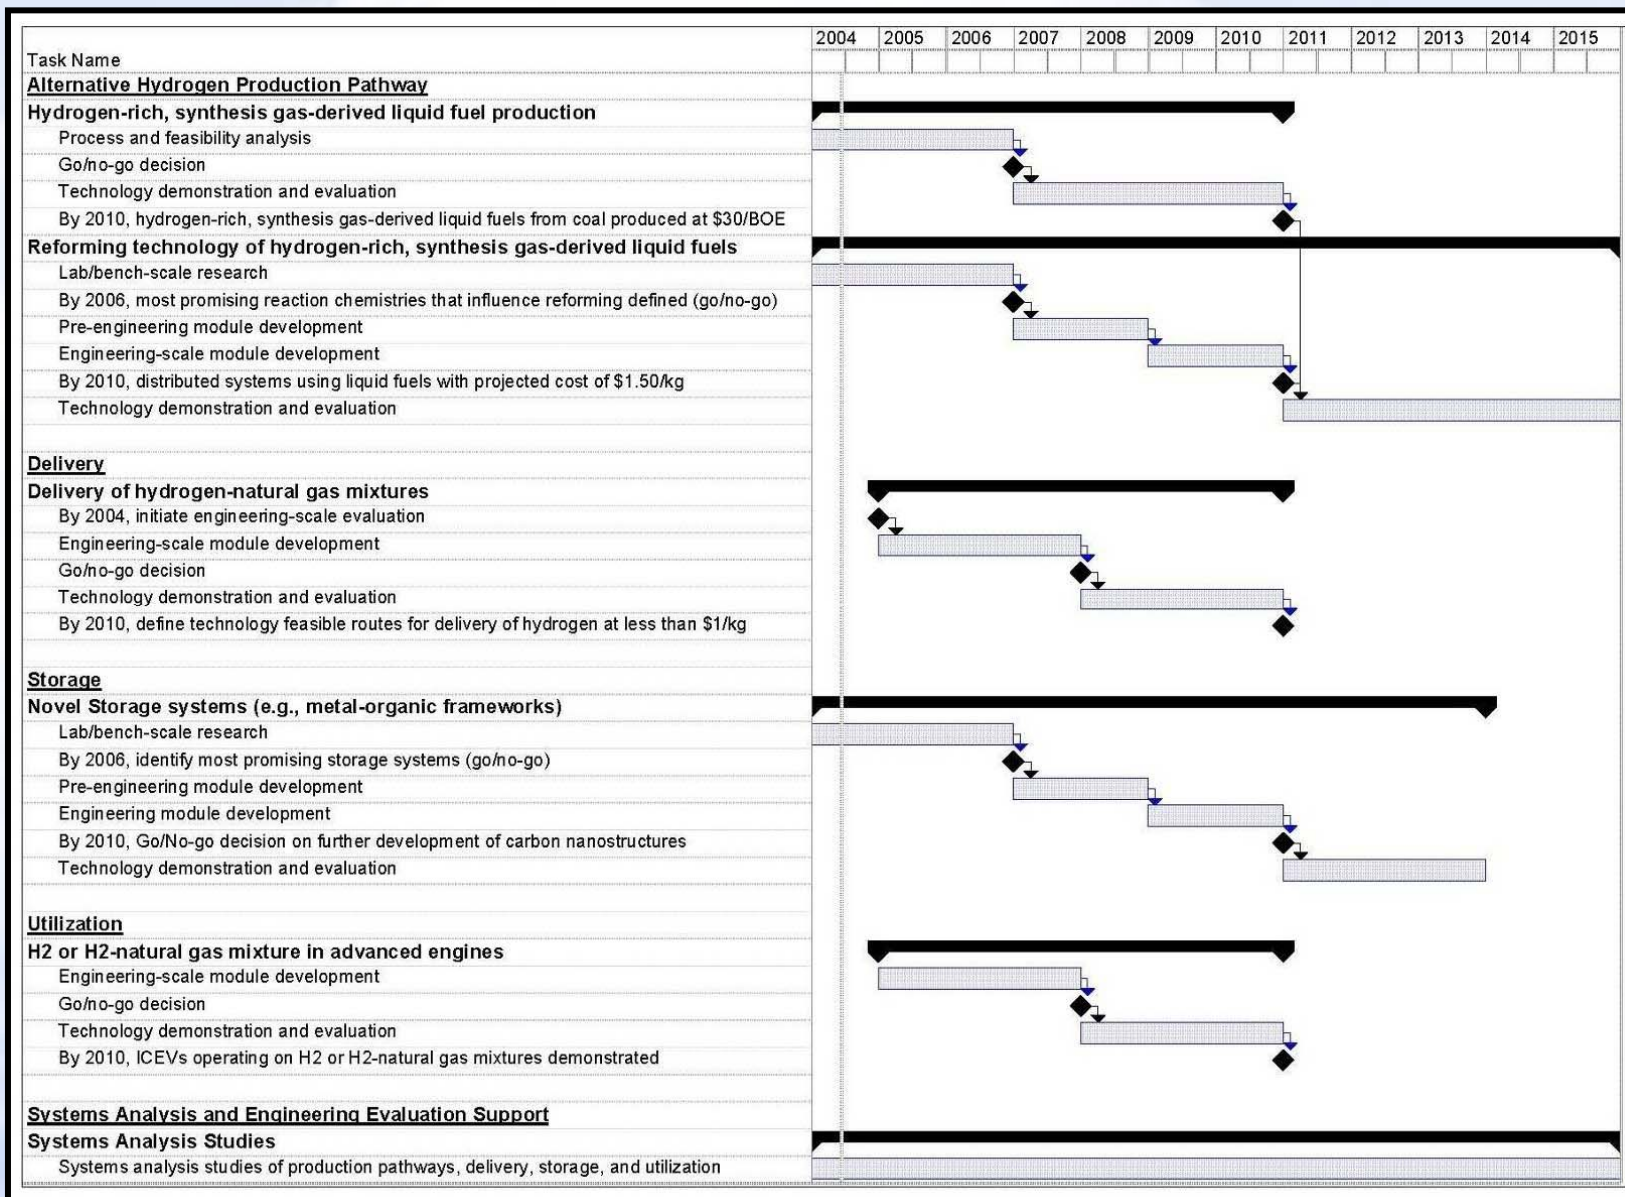 2004 2005 2006 2007 2008 2009 2010 2011 2012 2013 2014 2015
Task Name
Alternative Hydrogen Production Pathway
Hydrogen-rich, synthesis gas-derived liquid fuel production
Process and feasibility analysis
Go/no-go decision
Technology demonstration and evaluation
By 2010, hydrogen-rich, synthesis gas-derived liquid fuels from coal produced at $30/BOE
Reforming technology of hydrogen-rich, synthesis gas-derived liquid fuels
Lab/bench-scale research
By 2006, most promising reaction chemistries that influence reforming defined (go/no-go)
Pre-engineering module development
Engineering-scale module development
By 2010, distributed systems using liquid fuels with projected cost of $1.50/kg
Technology demonstration and evaluation
Delivery
Delivery of hydrogen-natural gas mixtures
By 2004, initiate engineering-scale evaluation
Engineering-scale module development
Go/no-go decision
Technology demonstration and evaluation
By 2010, define technology feasible routes for delivery of hydrogen at less than $1/kg
Storage
Novel Storage systems (e.g., metal-organic frameworks)
Lab/bench-scale research
By 2006, identify most promising storage systems (go/no-go)
Pre-engineering module development
Engineering module development
By 2010, Go/No-go decision on further development of carbon nanostructures
Technology demonstration and evaluation
Utilization
H2 or H2-natural gas mixture in advanced engines
Engineering-scale module development
Go/no-go decision
Technology demonstration and evaluation
By 2010, ICEVs operating on H2 or H2-natural gas mixtures demonstrated
Systems Analysis and Engineering Evaluation Support
Systems Analysis Studies
Systems analysis studies of production pathways, delivery, storage, and utilization